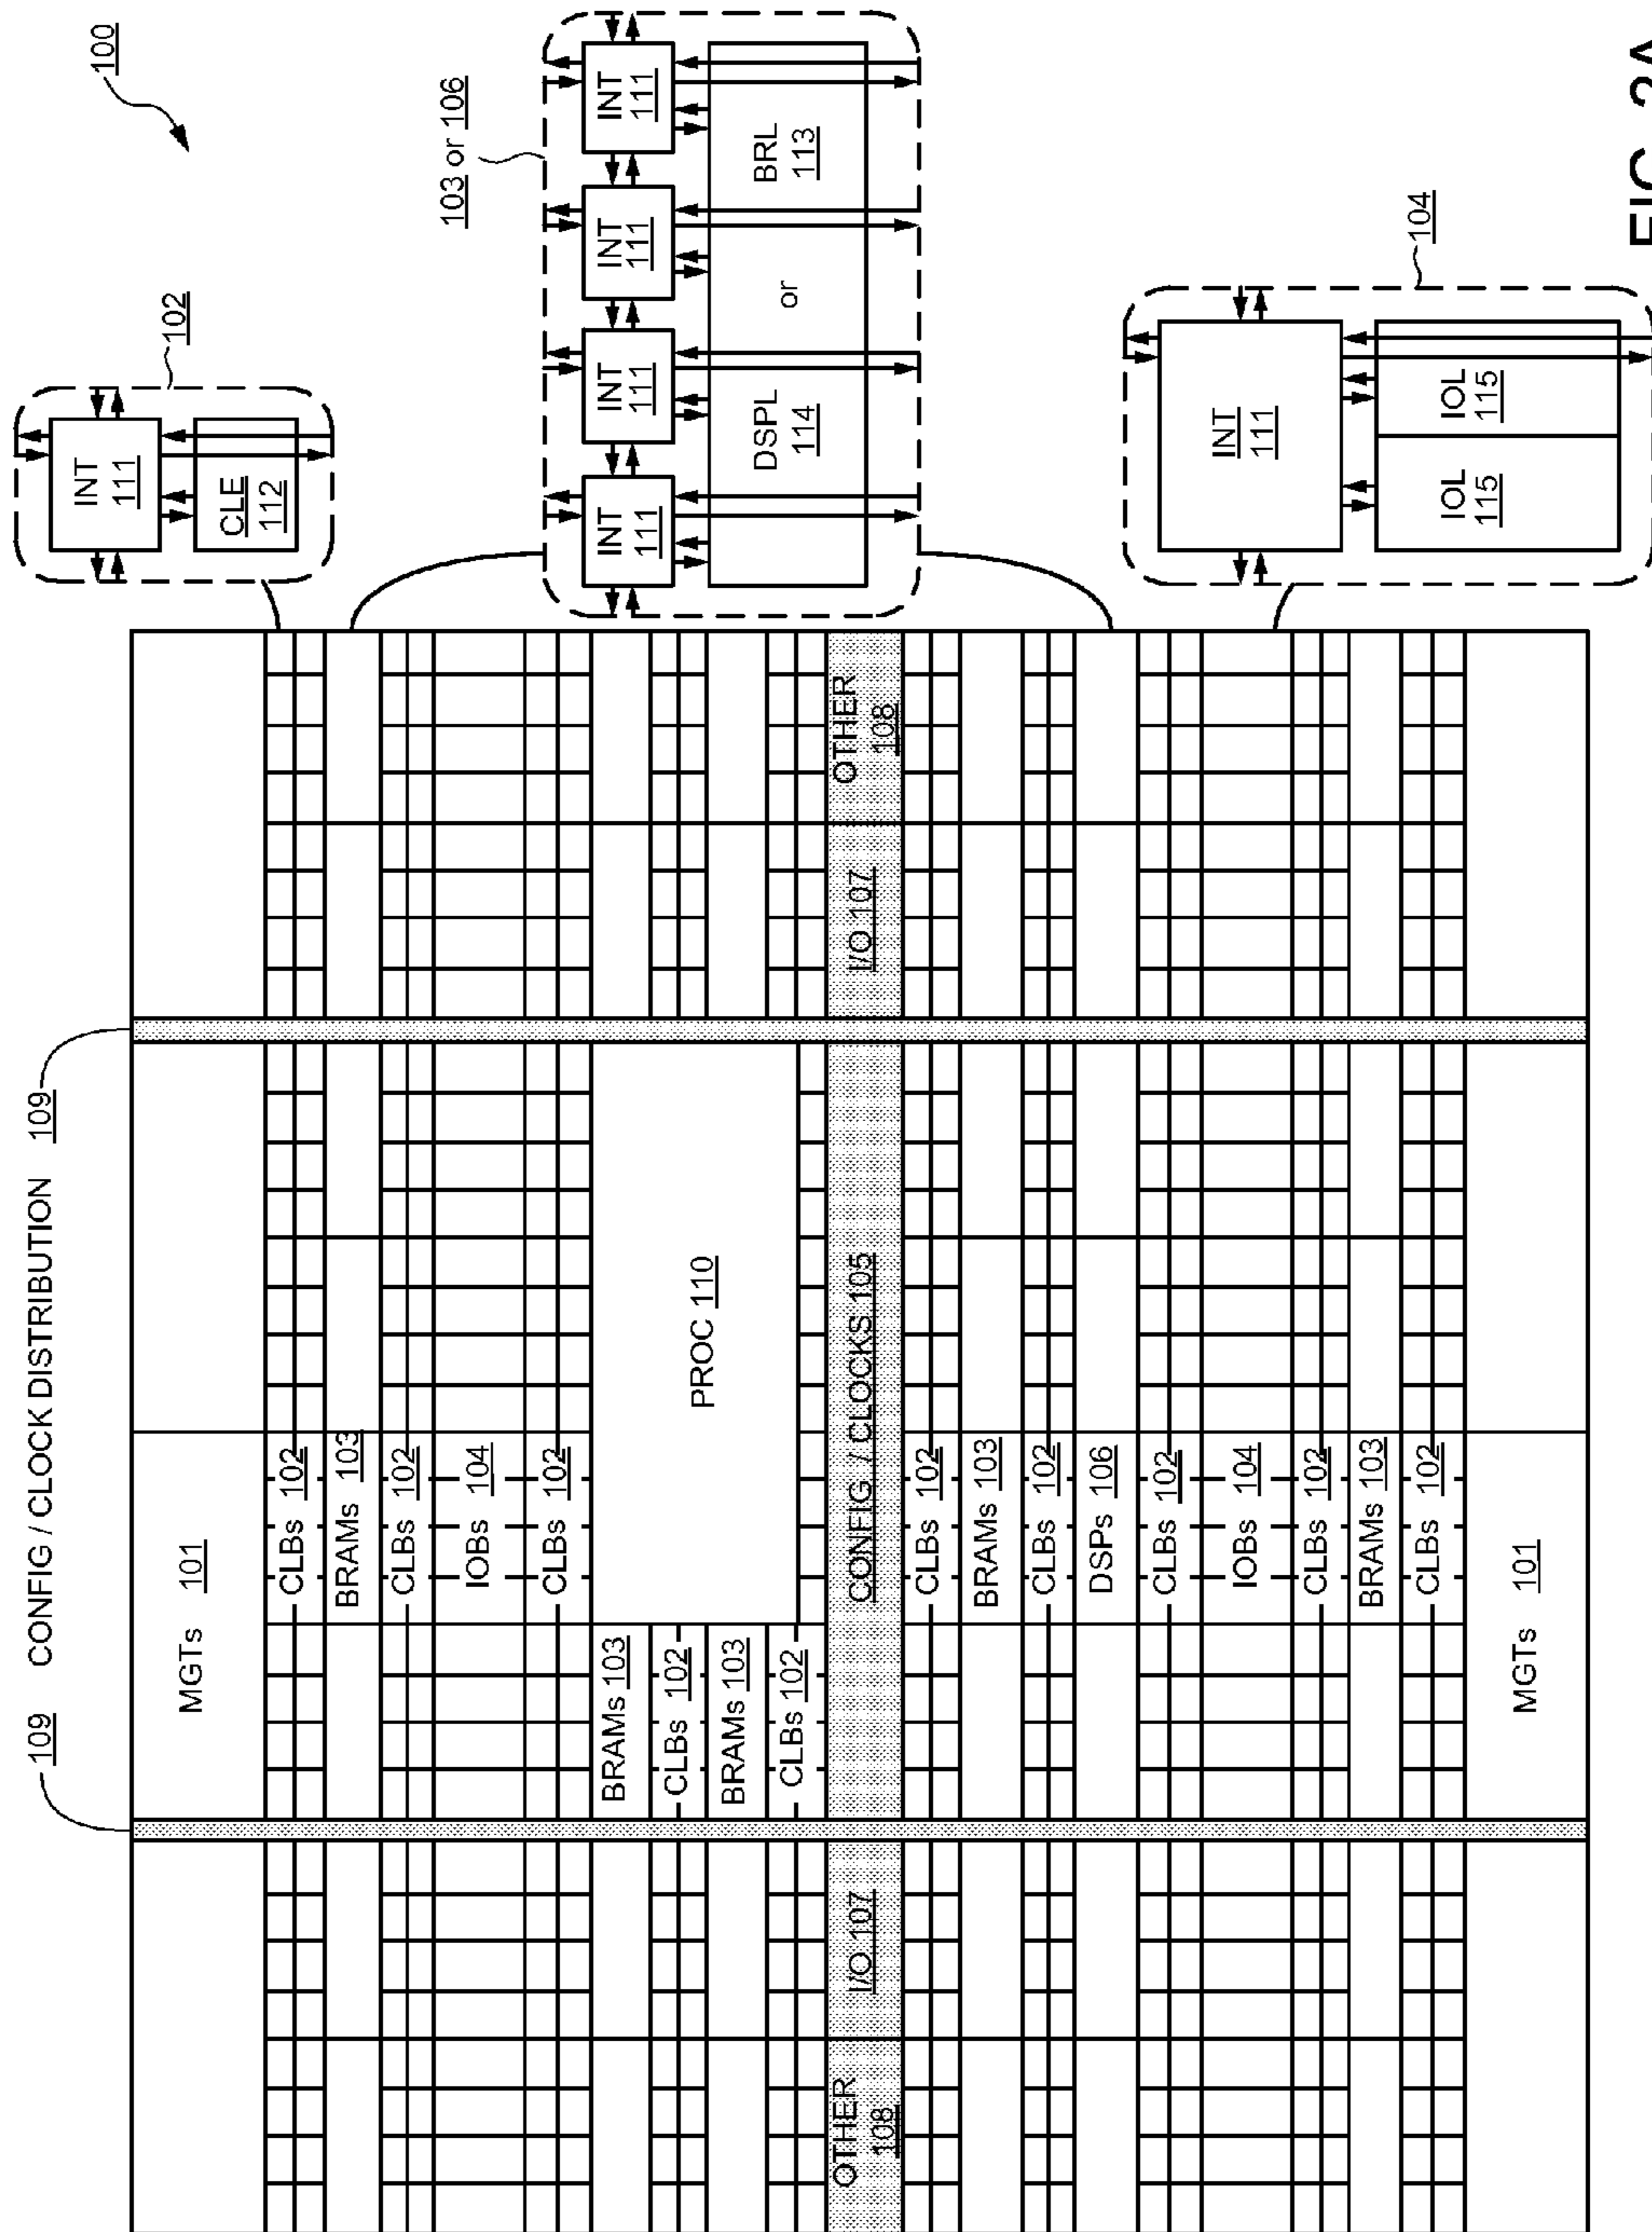 100
CONFIG / CLOCK DISTRIBUTION 109
109
MGTs 101
CLBs 102
BRAMs 103
CLBs 102
IOBs 104
CLBs 102
BRAMs 103
CLBs 102
BRAMs 103
CLBs 102
PROC 110
OTHER
108
I/O 107
CONFIG / CLOCKS 105
I/O 107
OTHER
108
CLBs 102
BRAMs 103
CLBs 102
DSPs 106
CLBs 102
IOBs 104
CLBs 102
BRAMs 103
CLBs 102
MGTs 101
102
INT
111
CLE
112
103 or 106
INT
111
INT
111
INT
111
INT
111
DSPL
114
or
BRL
113
104
INT
111
IOL
115
IOL
115
FIG. 2A